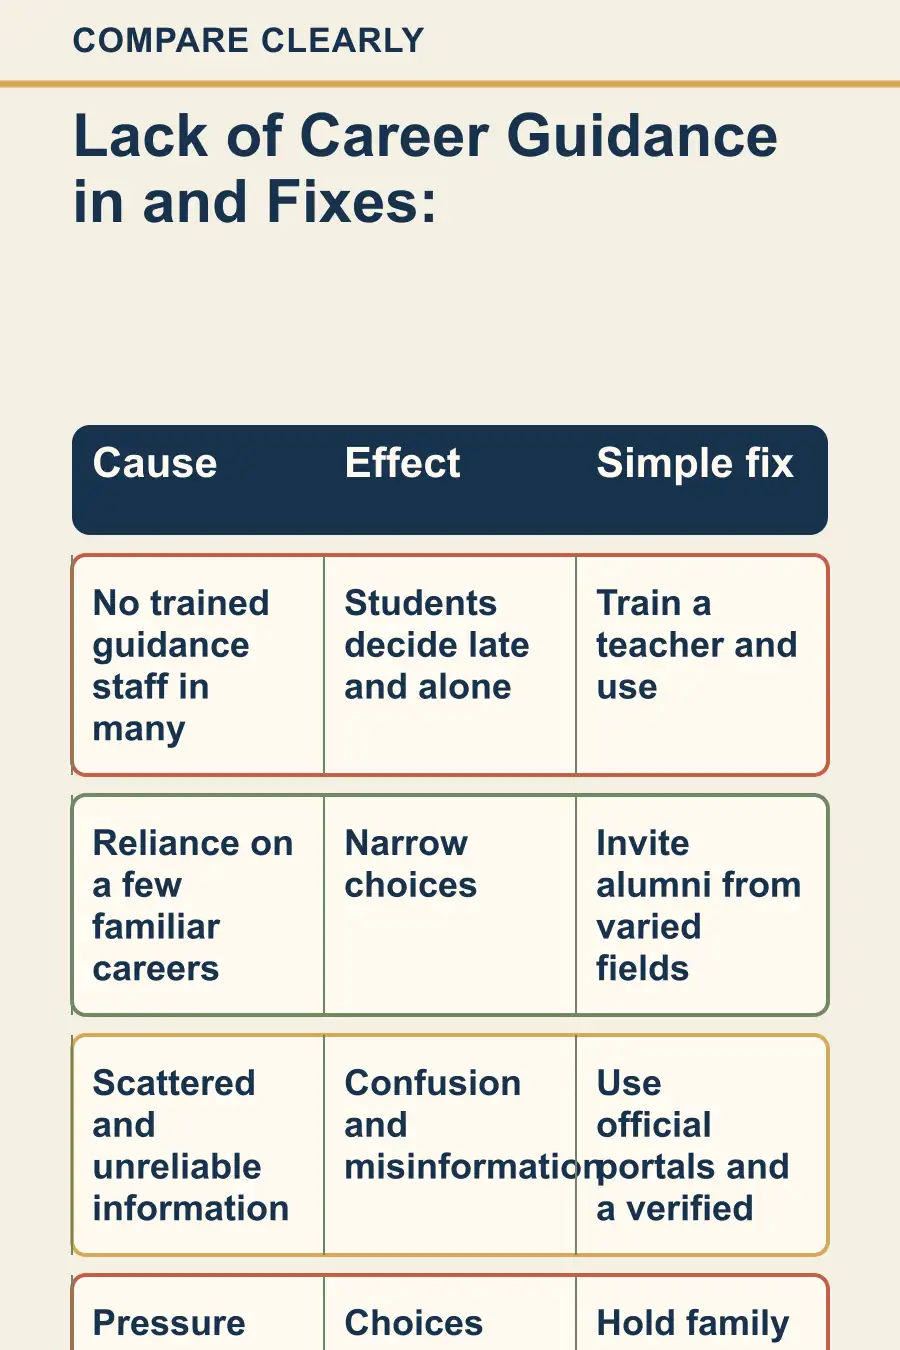 COMPARE CLEARLY
Lack of Career Guidance
in and Fixes:
Cause
Effect
Simple fix
No trained
guidance
staff in
many
Students
decide late
and alone
Train a
teacher and
use
Reliance on
a few
familiar
careers
Narrow
choices
Invite
alumni from
varied
fields
Scattered
and
unreliable
information
Confusion
and
misinformation
Use
official
portals and
a verified
Pressure
Choices
Hold family